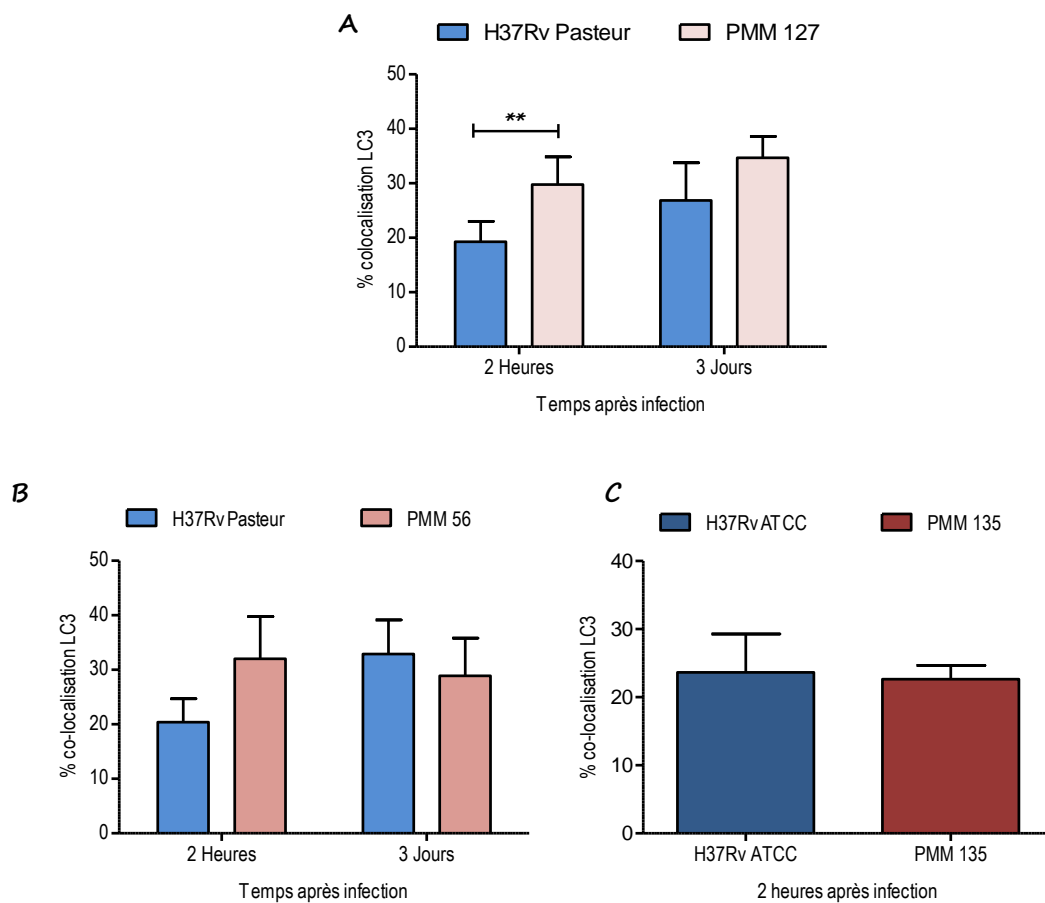 A
H37Rv Pasteur PMM 127
50
40
30
20
10
0
% colocalisation LC3
**
2 Heures 3 Jours
Temps après infection
B
H37Rv Pasteur PMM 56
50
40
30
20
10
0
% co-localisation LC3
2 Heures 3 Jours
Temps après infection
C
H37Rv ATCC PMM 135
40
30
20
10
0
% co-localisation LC3
H37Rv ATCC PMM 135
2 heures après infection